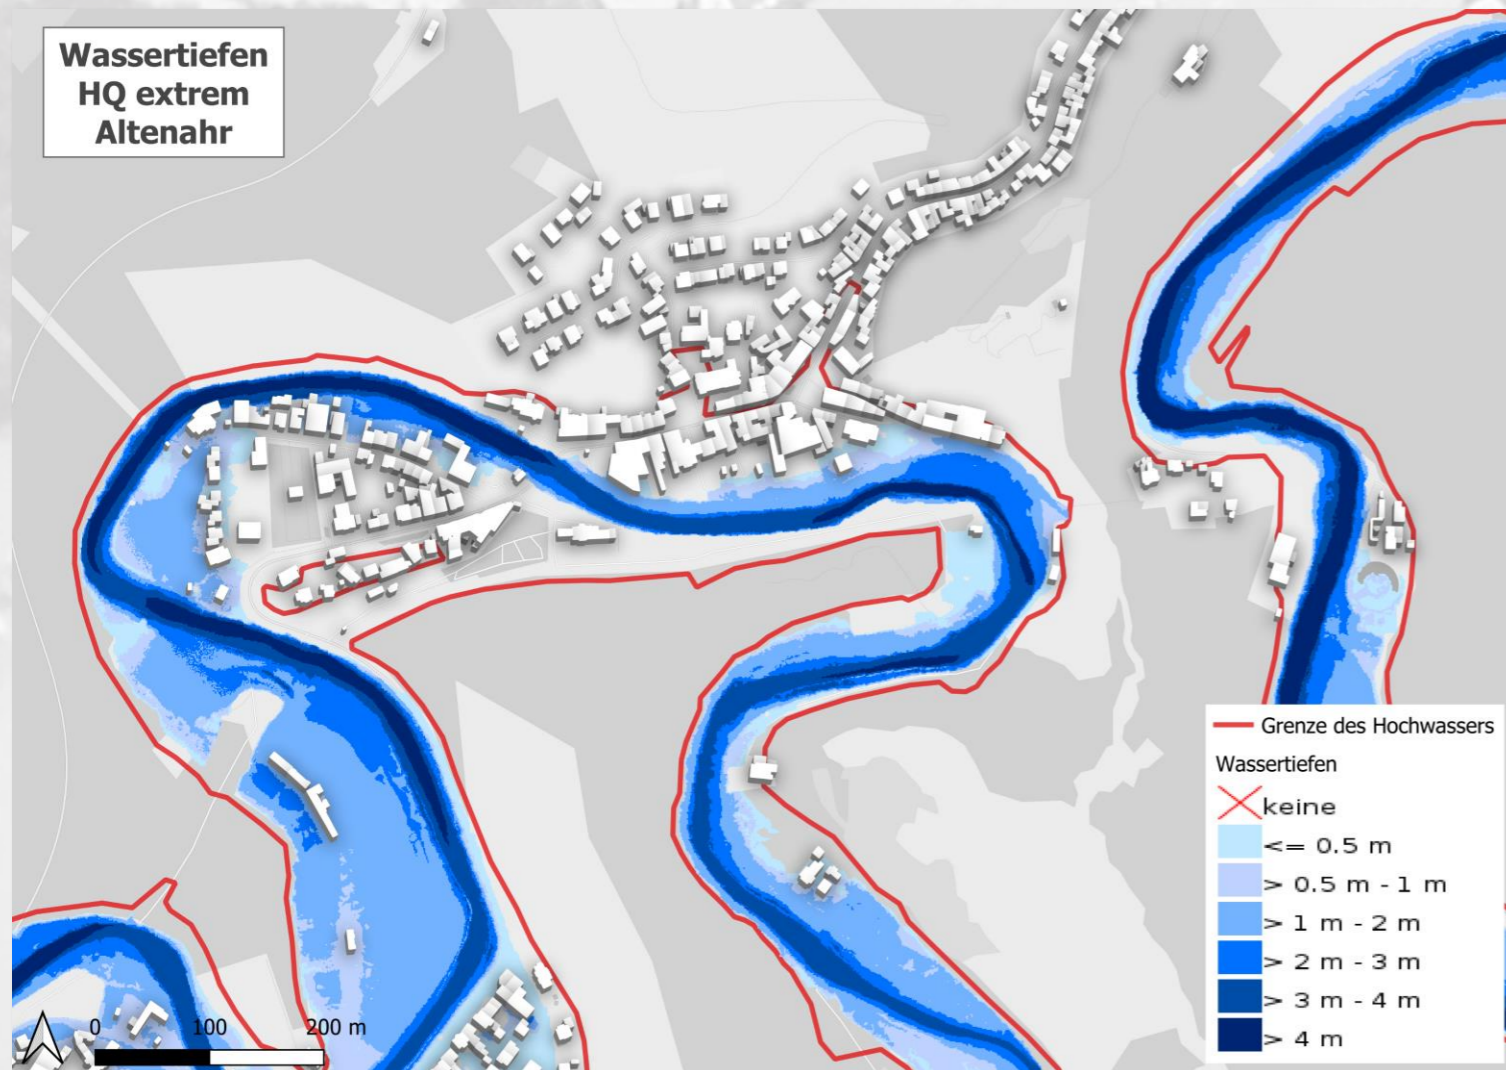 Wassertiefen
HQ extrem
Altenahr
Grenze des Hochwassers
Wassertiefen
keine
<= 0.5 m
> 0.5 m - 1 m
> 1 m - 2 m
> 2 m - 3 m
> 3 m - 4 m
> 4 m
0 100 200 m